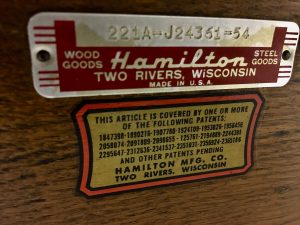 221A-J24361-54
WOOD GOODS Hamilton STEEL GOODS
TWO RIVERS, WISCONSIN
MADE IN U.S.A.
THIS ARTICLE IS COVERED BY ONE OR MORE
OF THE FOLLOWING PATENTS:
AND OTHER PATENTS PENDING
HAMILTON MFG. CO.
TWO RIVERS, WISCONSIN